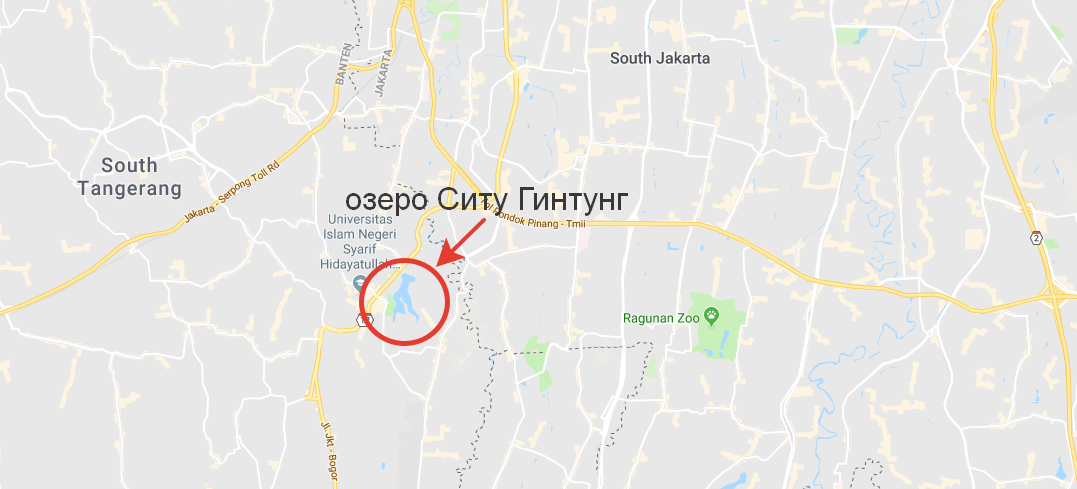 South Jakarta
BANTEN
JAKARTA
South
Tangerang
Jakarta - Serpong Toll Rd
озеро Ситу Гинтунг
Pondok Pinang - Tmii
Universitas
Islam Negeri
Syarif
Hidayatullah...
2
Ragunan Zoo
Jl. Jkt - Bogor